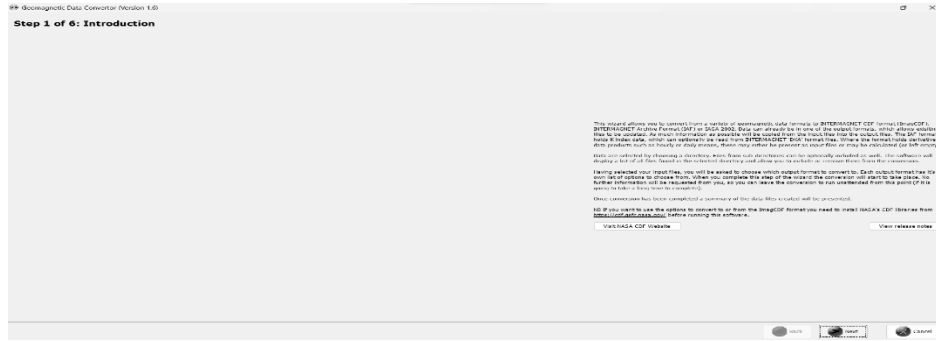 Geomagnetic Data Convertor (Version 1.6)
Step 1 of 6: Introduction
This wizard allows you to convert from a variety of geomagnetic data formats to INTERMAGNET CDF format (ImagCDF),
INTERMAGNET Archive Format (IAF) or IAGA 2002. Data can already be in one of the output formats, which allows existing
files to be updated. As much information as possible will be copied from the input files into the output files. The IAF format
holds K index data, which can optionally be read from INTERMAGNET 'DKA' format files. Where the format holds derivative
data products such as hourly or daily means, these may either be present in input files or may be calculated (or left empty
Data are selected by choosing a directory. Files from sub directories can be optionally included as well. The software will
display a list of all files found in the selected directory and allow you to exclude or remove them from the conversion.
Having selected your input files, you will be asked to choose which output format to convert to. Each output format has it's
own list of options to choose from. When you complete this step of the wizard the conversion will start to take place. No
further information will be requested from you, so you can leave the conversion to run unattended from this point (if it is
going to take a long time to complete).
Once conversion has been completed a summary of the data files created will be presented.
NB If you want to use the options to convert to or from the ImagCDF format you need to install NASA's CDF libraries from
https://cdf.gsfc.nasa.gov/ before running this software.
Visit NASA CDF Website
View release notes
Back
Next
Cancel